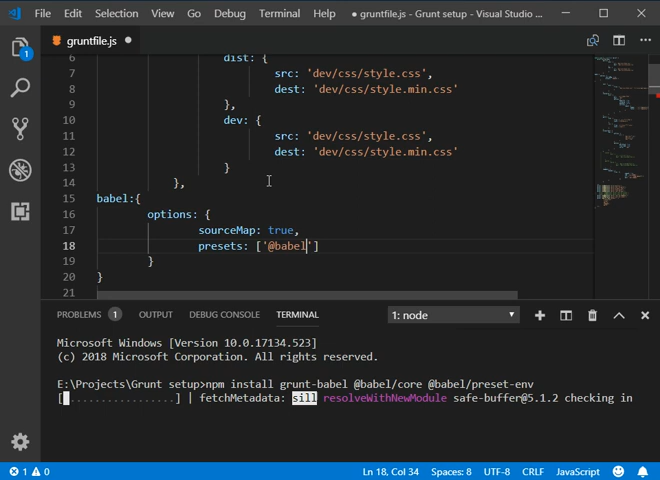 File Edit Selection View Go Debug Terminal Help ● gruntfile.js - Grunt setup - Visual Studio ...
gruntfile.js ●
1
6 dist: {
7 src: 'dev/css/style.css',
8 dest: 'dev/css/style.min.css'
9 },
10 dev: {
11 src: 'dev/css/style.css',
12 dest: 'dev/css/style.min.css'
13 }
14 },
15 babel:{
16 options: {
17 sourceMap: true,
18 presets: ['@babel']
19 }
20 }
21
PROBLEMS 1 OUTPUT DEBUG CONSOLE TERMINAL 1: node
Microsoft Windows [Version 10.0.17134.523]
(c) 2018 Microsoft Corporation. All rights reserved.
E:\Projects\Grunt setup>npm install grunt-babel @babel/core @babel/preset-env
[ ................] | fetchMetadata: sill resolveWithNewModule safe-buffer@5.1.2 checking in
1 0 Ln 18, Col 34 Spaces: 8 UTF-8 CRLF JavaScript